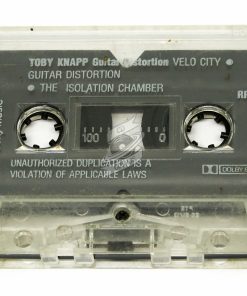 TOBY KNAPP Guitar Distortion VELO CITY
GUITAR DISTORTION
• THE ISOLATION CHAMBER
100 0
UNAUTHORIZED DUPLICATION IS A
VIOLATION OF APPLICABLE LAWS
DOLBY